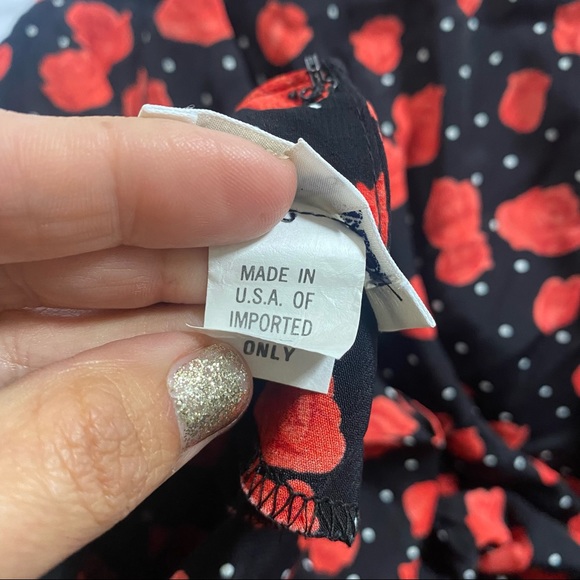 MADE IN
U.S.A. OF
IMPORTED
ONLY